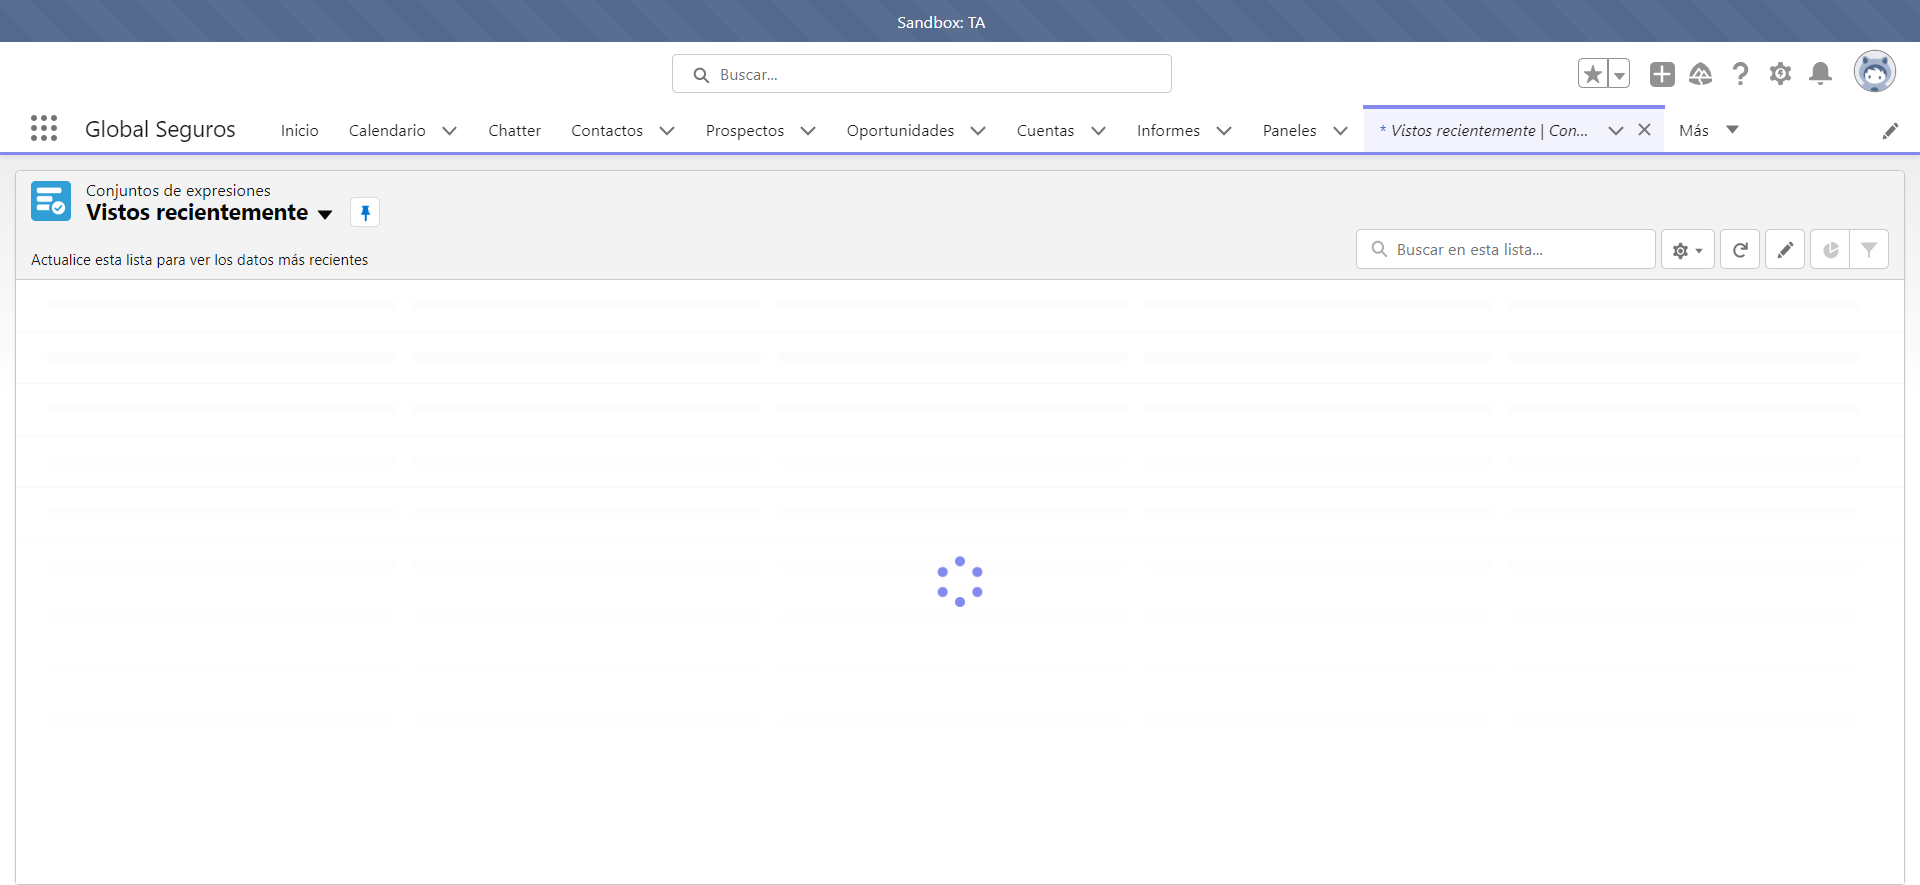 Sandbox: TA
Buscar...
Global Seguros
Inicio
Calendario
Chatter
Contactos
Prospectos
Oportunidades
Cuentas
Informes
Paneles
* Vistos recientemente | Con...
Más
Conjuntos de expresiones
Vistos recientemente
Actualice esta lista para ver los datos más recientes
Buscar en esta lista...